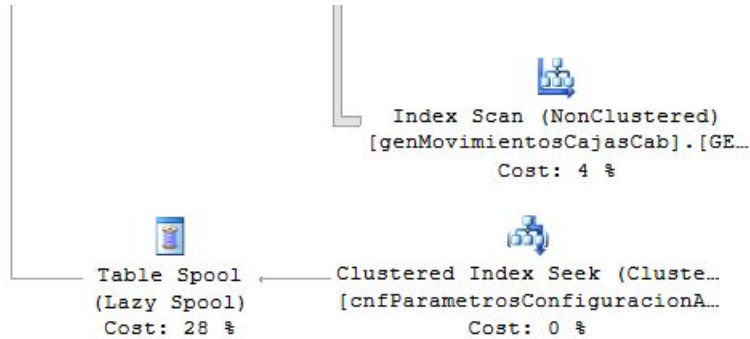 Index Scan (NonClustered)
[genMovimientosCajasCab].[GE…
Cost: 4 %
Table Spool
(Lazy Spool)
Cost: 28 %
Clustered Index Seek (Cluste…
[cnfParametrosConfiguracionA…
Cost: 0 %